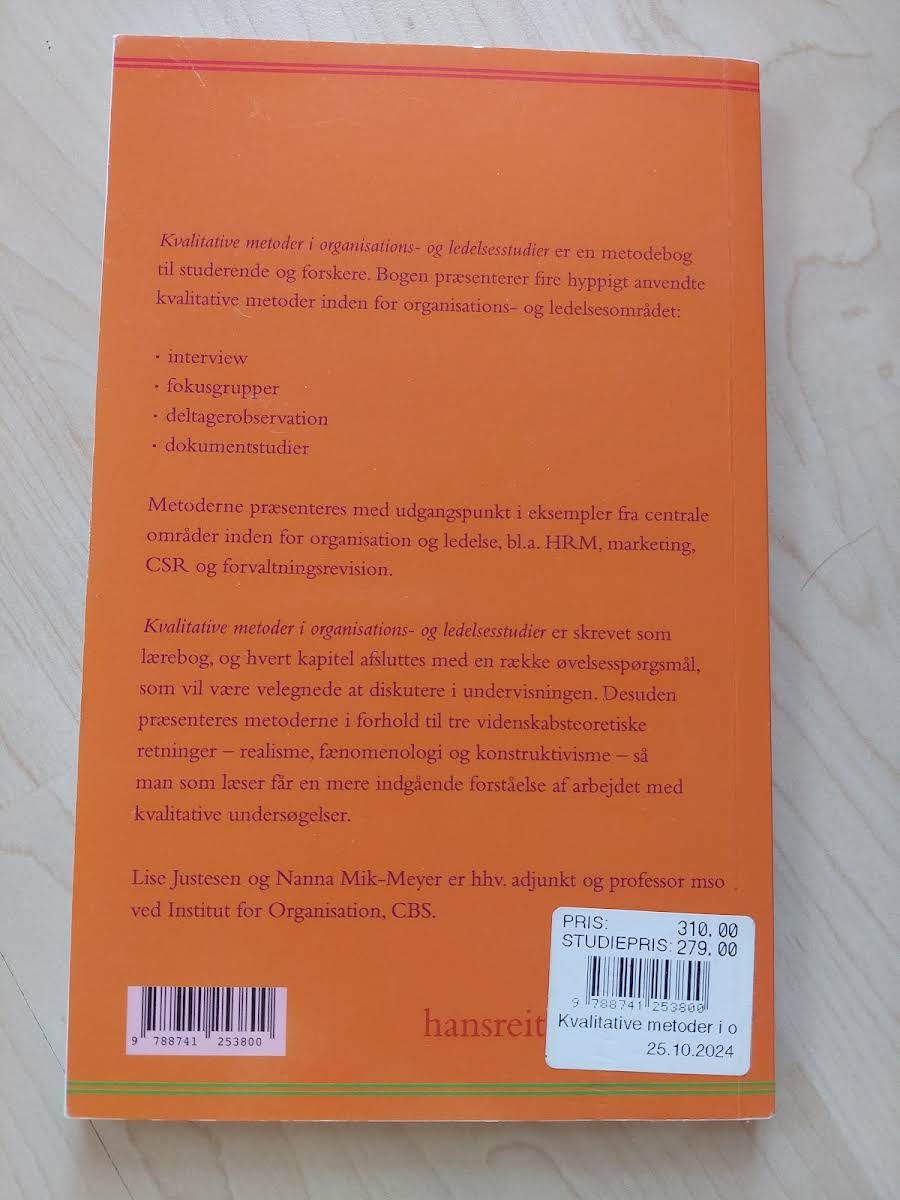 Kvalitative metoder i organisations- og ledelsesstudier er en metodebog
til studerende og forskere. Bogen præsenterer fire hyppigt anvendte
kvalitative metoder inden for organisations- og ledelsesområdet:
· interview
· fokusgrupper
· deltagerobservation
· dokumentstudier
Metoderne præsenteres med udgangspunkt i eksempler fra centrale
områder inden for organisation og ledelse, bl.a. HRM, marketing,
CSR og forvaltningsrevision.
Kvalitative metoder i organisations- og ledelsesstudier er skrevet som
lærebog, og hvert kapitel afsluttes med en række øvelsesspørgsmål,
som vil være velegnede at diskutere i undervisningen. Desuden
præsenteres metoderne i forhold til tre videnskabsteoretiske
retninger – realisme, fænomenologi og konstruktivisme – så
man som læser får en mere indgående forståelse af arbejdet med
kvalitative undersøgelser.
Lise Justesen og Nanna Mik-Meyer er hhv. adjunkt og professor mso
ved Institut for Organisation, CBS.
PRIS: 310.00
STUDIEPRIS: 279.00
9 788741 253800
Kvalitative metoder i o
25.10.2024
hansreit
9 788741 253800